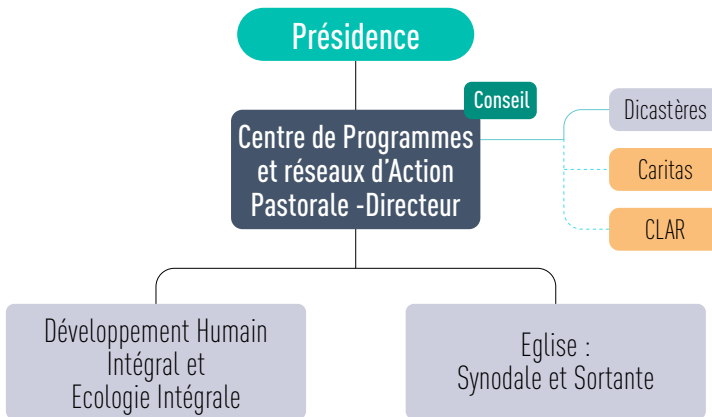 Présidence
Conseil
Centre de Programmes
et réseaux d'Action
Pastorale -Directeur
Dicastères
Caritas
CLAR
Développement Humain
Intégral et
Ecologie Intégrale
Eglise :
Synodale et Sortante